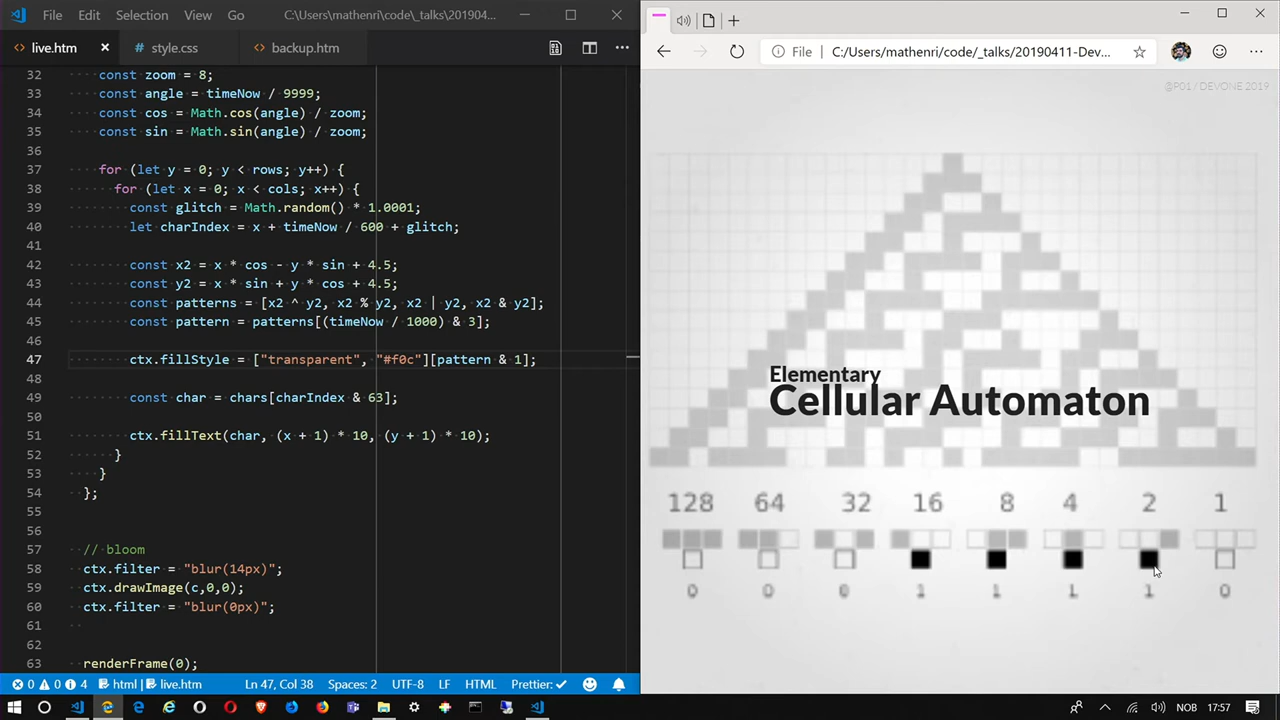 File Edit Selection View Go C:\Users\mathenri\code\_talks\201904...
live.htm style.css backup.htm
32 const zoom = 8;
33 const angle = timeNow / 9999;
34 const cos = Math.cos(angle) / zoom;
35 const sin = Math.sin(angle) / zoom;
36
37 for (let y = 0; y < rows; y++) {
38 for (let x = 0; x < cols; x++) {
39 const glitch = Math.random() * 1.0001;
40 let charIndex = x + timeNow / 600 + glitch;
41
42 const x2 = x * cos - y * sin + 4.5;
43 const y2 = x * sin + y * cos + 4.5;
44 const patterns = [x2 ^ y2, x2 % y2, x2 | y2, x2 & y2];
45 const pattern = patterns[(timeNow / 1000) & 3];
46
47 ctx.fillStyle = ["transparent", "#f0c"][pattern & 1];
48
49 const char = chars[charIndex & 63];
50
51 ctx.fillText(char, (x + 1) * 10, (y + 1) * 10);
52 }
53 }
54 };
55
56
57 // bloom
58 ctx.filter = "blur(14px)";
59 ctx.drawImage(c,0,0);
60 ctx.filter = "blur(0px)";
61
62
63 renderFrame(0);
0 0 4 html live.htm Ln 47, Col 38 Spaces: 2 UTF-8 LF HTML Prettier: ✓
File C:/Users/mathenri/code/_talks/20190411-Dev...
@P01 / DEVONE 2019
Elementary
Cellular Automaton
128 64 32 16 8 4 2 1
0 0 0 1 1 1 1 0
NOB 17:57